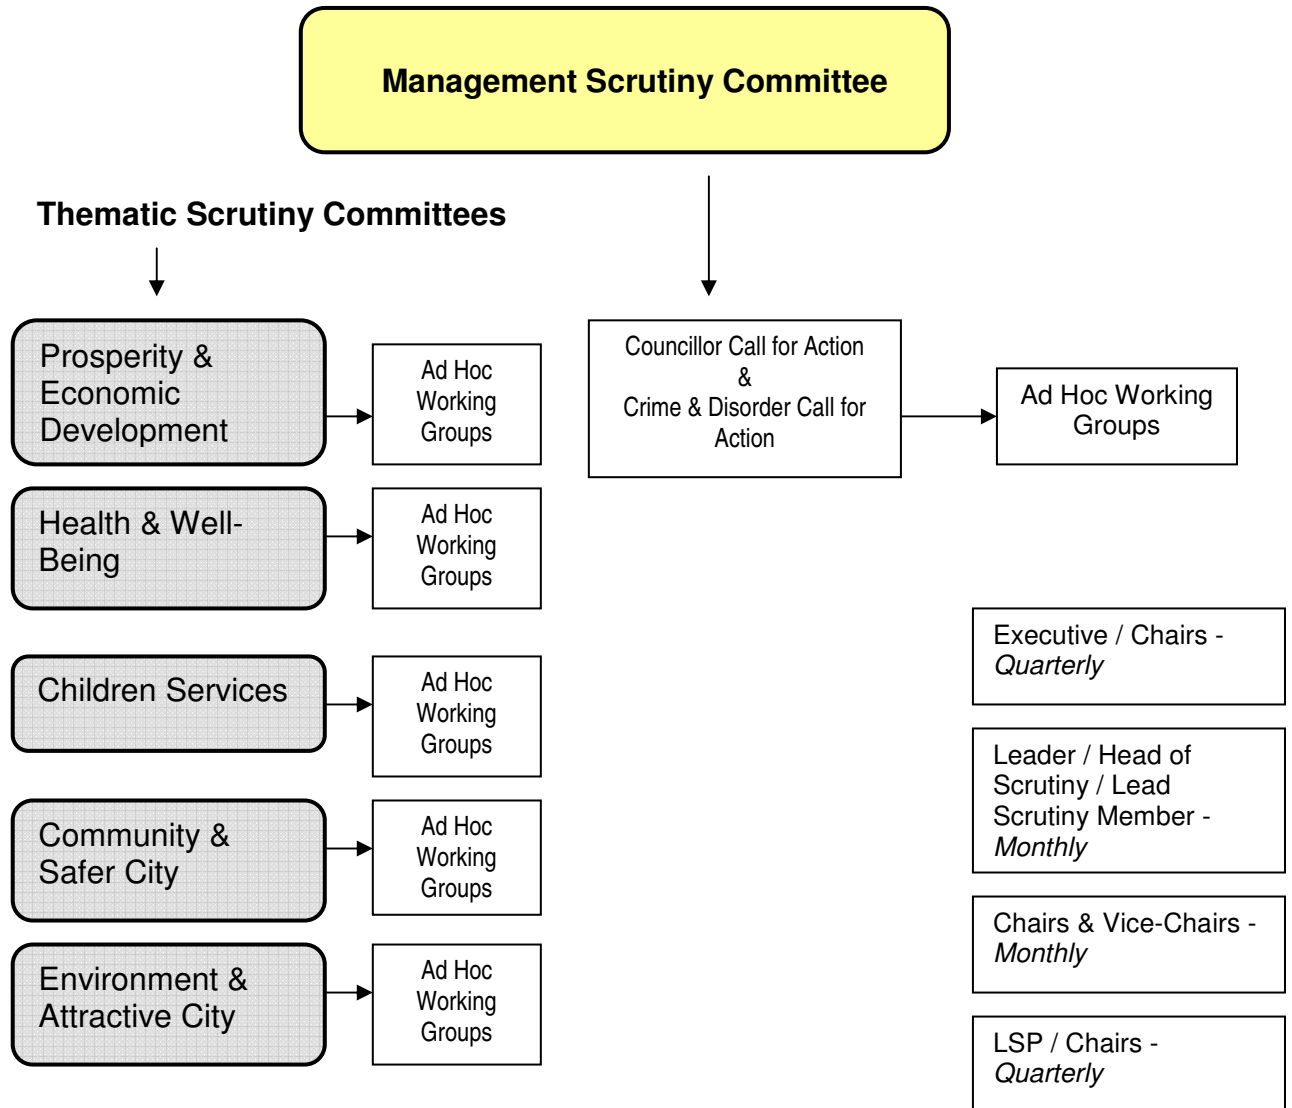 Management Scrutiny Committee
Thematic Scrutiny Committees
Prosperity &
Economic
Development
Ad Hoc
Working
Groups
Councillor Call for Action
&
Crime & Disorder Call for
Action
Ad Hoc Working
Groups
Health & Well-
Being
Ad Hoc
Working
Groups
Children Services
Ad Hoc
Working
Groups
Community &
Safer City
Ad Hoc
Working
Groups
Environment &
Attractive City
Ad Hoc
Working
Groups
Executive / Chairs -
Quarterly
Leader / Head of
Scrutiny / Lead
Scrutiny Member -
Monthly
Chairs & Vice-Chairs -
Monthly
LSP / Chairs -
Quarterly